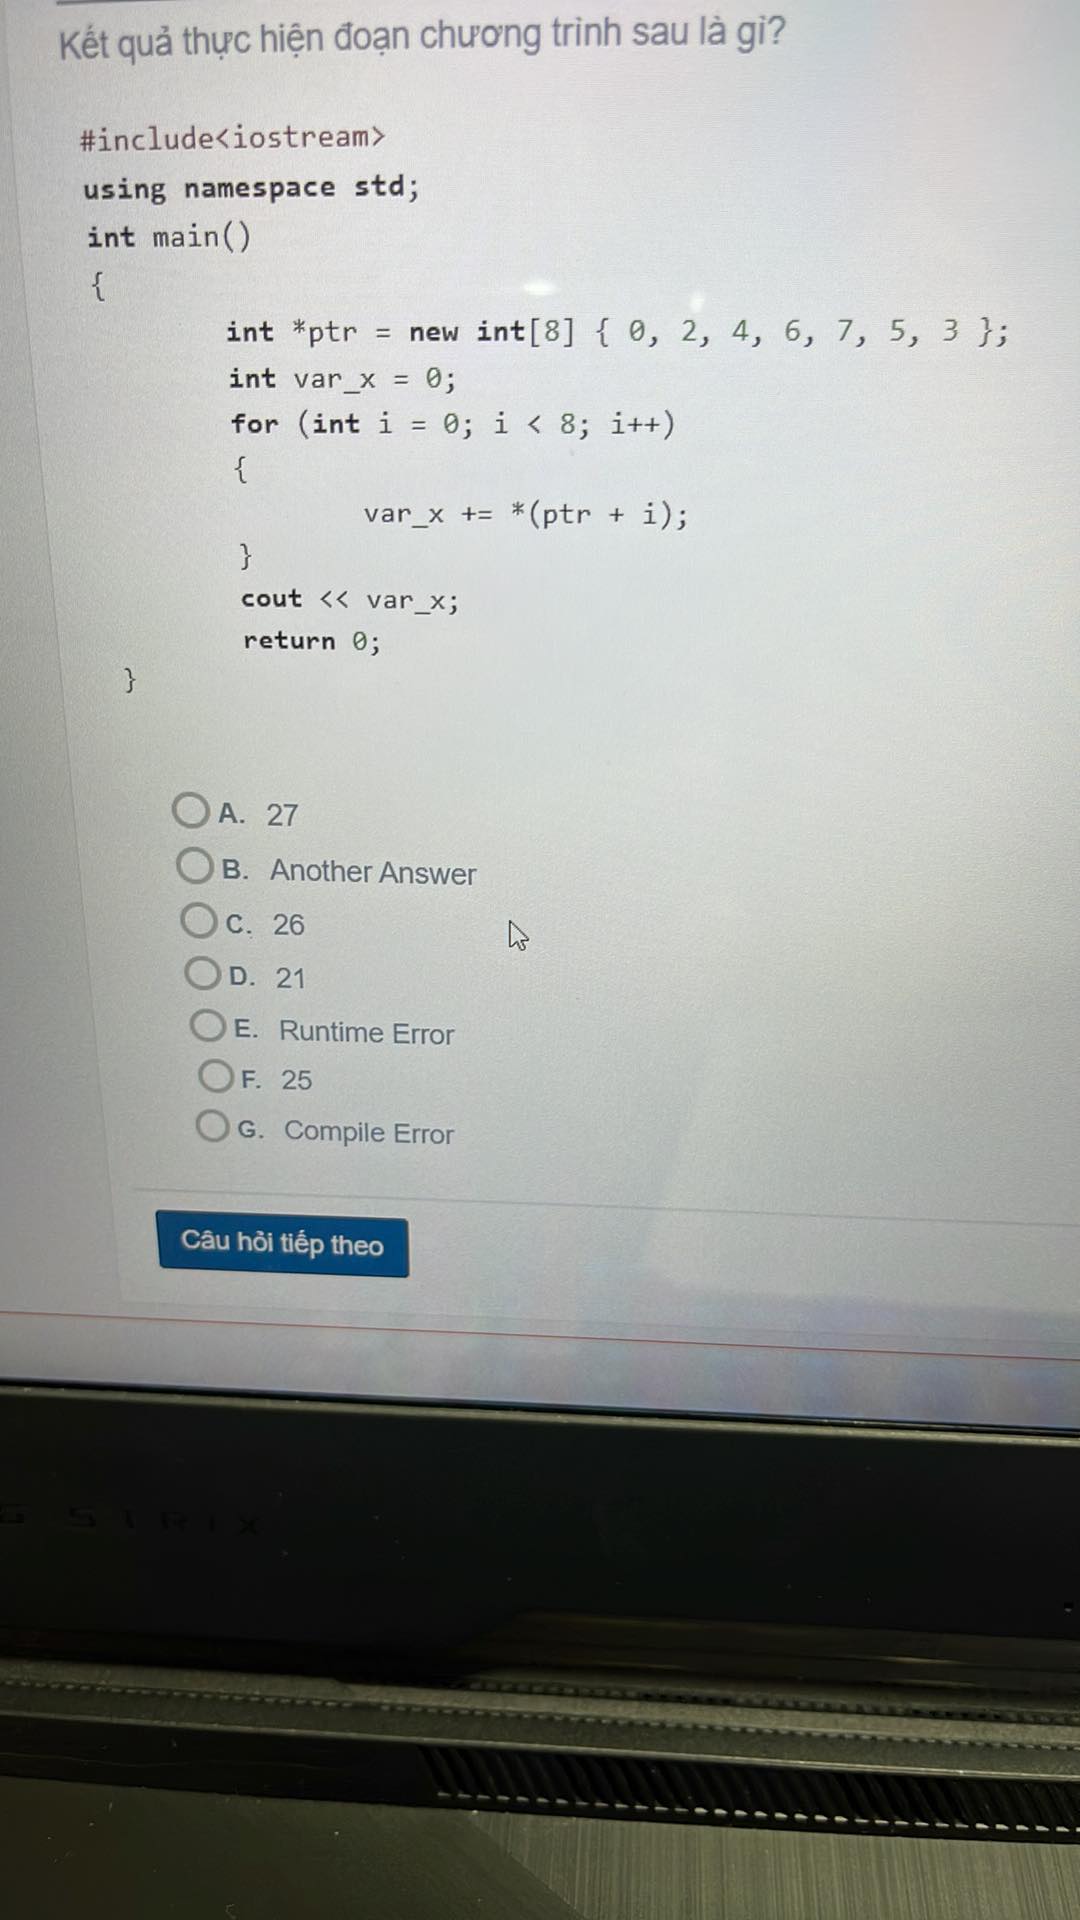 Kết quả thực hiện đoạn chương trình sau là gì?
#include<iostream>
using namespace std;
int main()
{
int *ptr = new int[8] { 0, 2, 4, 6, 7, 5, 3 };
int var_x = 0;
for (int i = 0; i < 8; i++)
{
var_x += *(ptr + i);
}
cout << var_x;
return 0;
}
A. 27
B. Another Answer
C. 26
D. 21
E. Runtime Error
F. 25
G. Compile Error
Câu hỏi tiếp theo
G STRIX